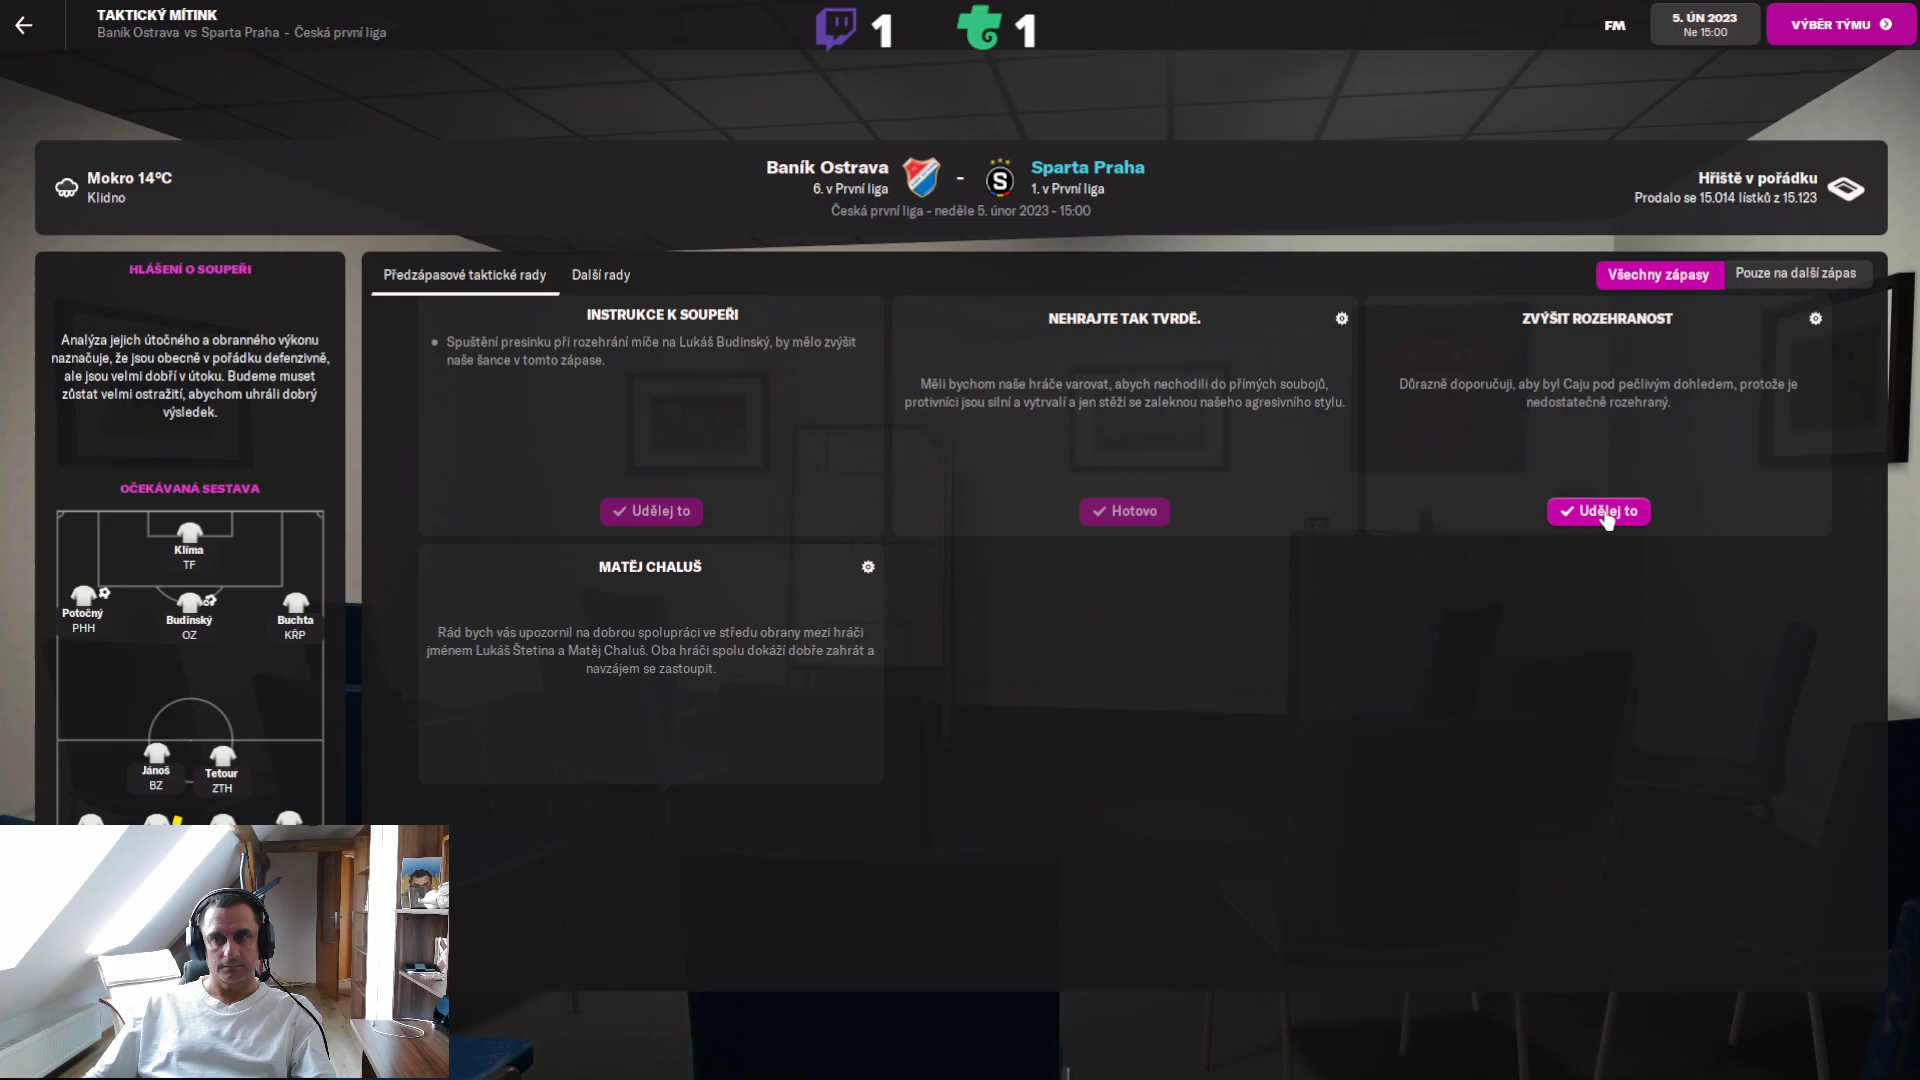 TAKTICKÝ MÍTINK
Baník Ostrava vs Sparta Praha - Česká první liga
1
1
FM
5. ÚN 2023
Ne 15:00
VÝBĚR TÝMU
Mokro 14°C
Klidno
Baník Ostrava
6. v První liga
-
S
Sparta Praha
1. v První liga
Česká první liga - neděle 5. únor 2023 - 15:00
Hřiště v pořádku
Prodalo se 15.014 lístků z 15.123
HLÁŠENÍ O SOUPEŘI
Analýza jejich útočného a obranného výkonu
naznačuje, že jsou obecně v pořádku defenzivně,
ale jsou velmi dobří v útoku. Budeme muset
zůstat velmi ostražití, abychom uhráli dobrý
výsledek.
OČEKÁVANÁ SESTAVA
Klíma
TF
Potočný
PHH
Budinský
OZ
Buchta
KŘP
Jánoš
BZ
Tetour
ZTH
Předzápasové taktické rady
Další rady
Všechny zápasy
Pouze na další zápas
INSTRUKCE K SOUPEŘI
Spuštění presinku při rozehrání míče na Lukáš Budinský, by mělo zvýšit
naše šance v tomto zápase.
Udělej to
NEHRAJTE TAK TVRDĚ.
Měli bychom naše hráče varovat, abych nechodili do přímých soubojů,
protivníci jsou silní a vytrvalí a jen stěží se zaleknou našeho agresivního stylu.
Hotovo
ZVÝŠIT ROZEHRANOST
Důrazně doporučuji, aby byl Caju pod pečlivým dohledem, protože je
nedostatečně rozehraný.
Udělej to
MATĚJ CHALUŠ
Rád bych vás upozornil na dobrou spolupráci ve středu obrany mezi hráči
jménem Lukáš Štetina a Matěj Chaluš. Oba hráči spolu dokáží dobře zahrát a
navzájem se zastoupit.